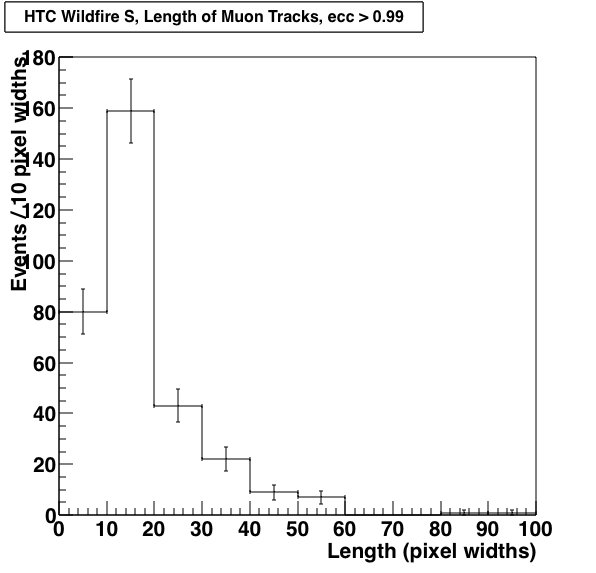 HTC Wildfire S, Length of Muon Tracks, ecc > 0.99
Events / 10 pixel widths
180
160
140
120
100
80
60
40
20
0
0 10 20 30 40 50 60 70 80 90 100
Length (pixel widths)